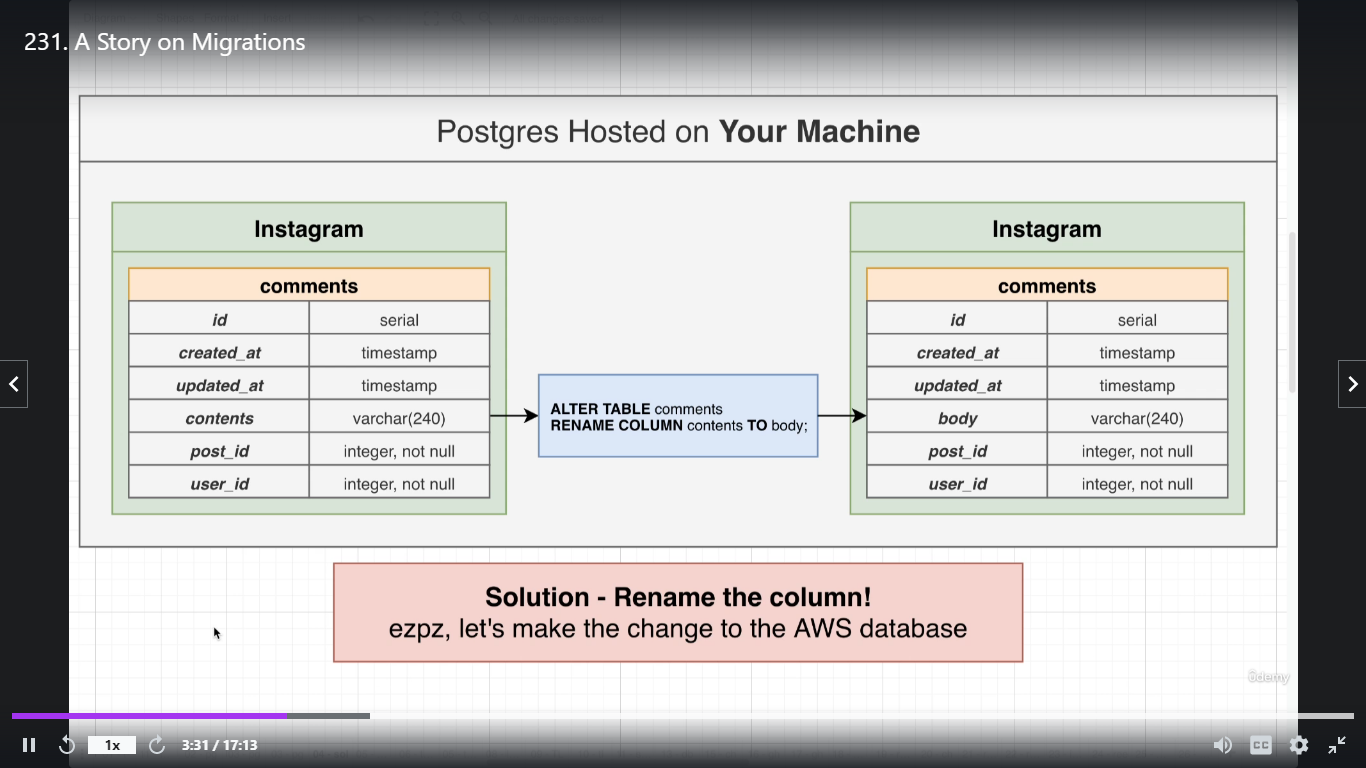 231. A Story on Migrations
Postgres Hosted on Your Machine
Instagram
comments
id serial
created_at timestamp
updated_at timestamp
contents varchar(240)
post_id integer, not null
user_id integer, not null
ALTER TABLE comments
RENAME COLUMN contents TO body;
Instagram
comments
id serial
created_at timestamp
updated_at timestamp
body varchar(240)
post_id integer, not null
user_id integer, not null
Solution - Rename the column!
ezpz, let's make the change to the AWS database
ûdemy
1x
3:31 / 17:13
CC